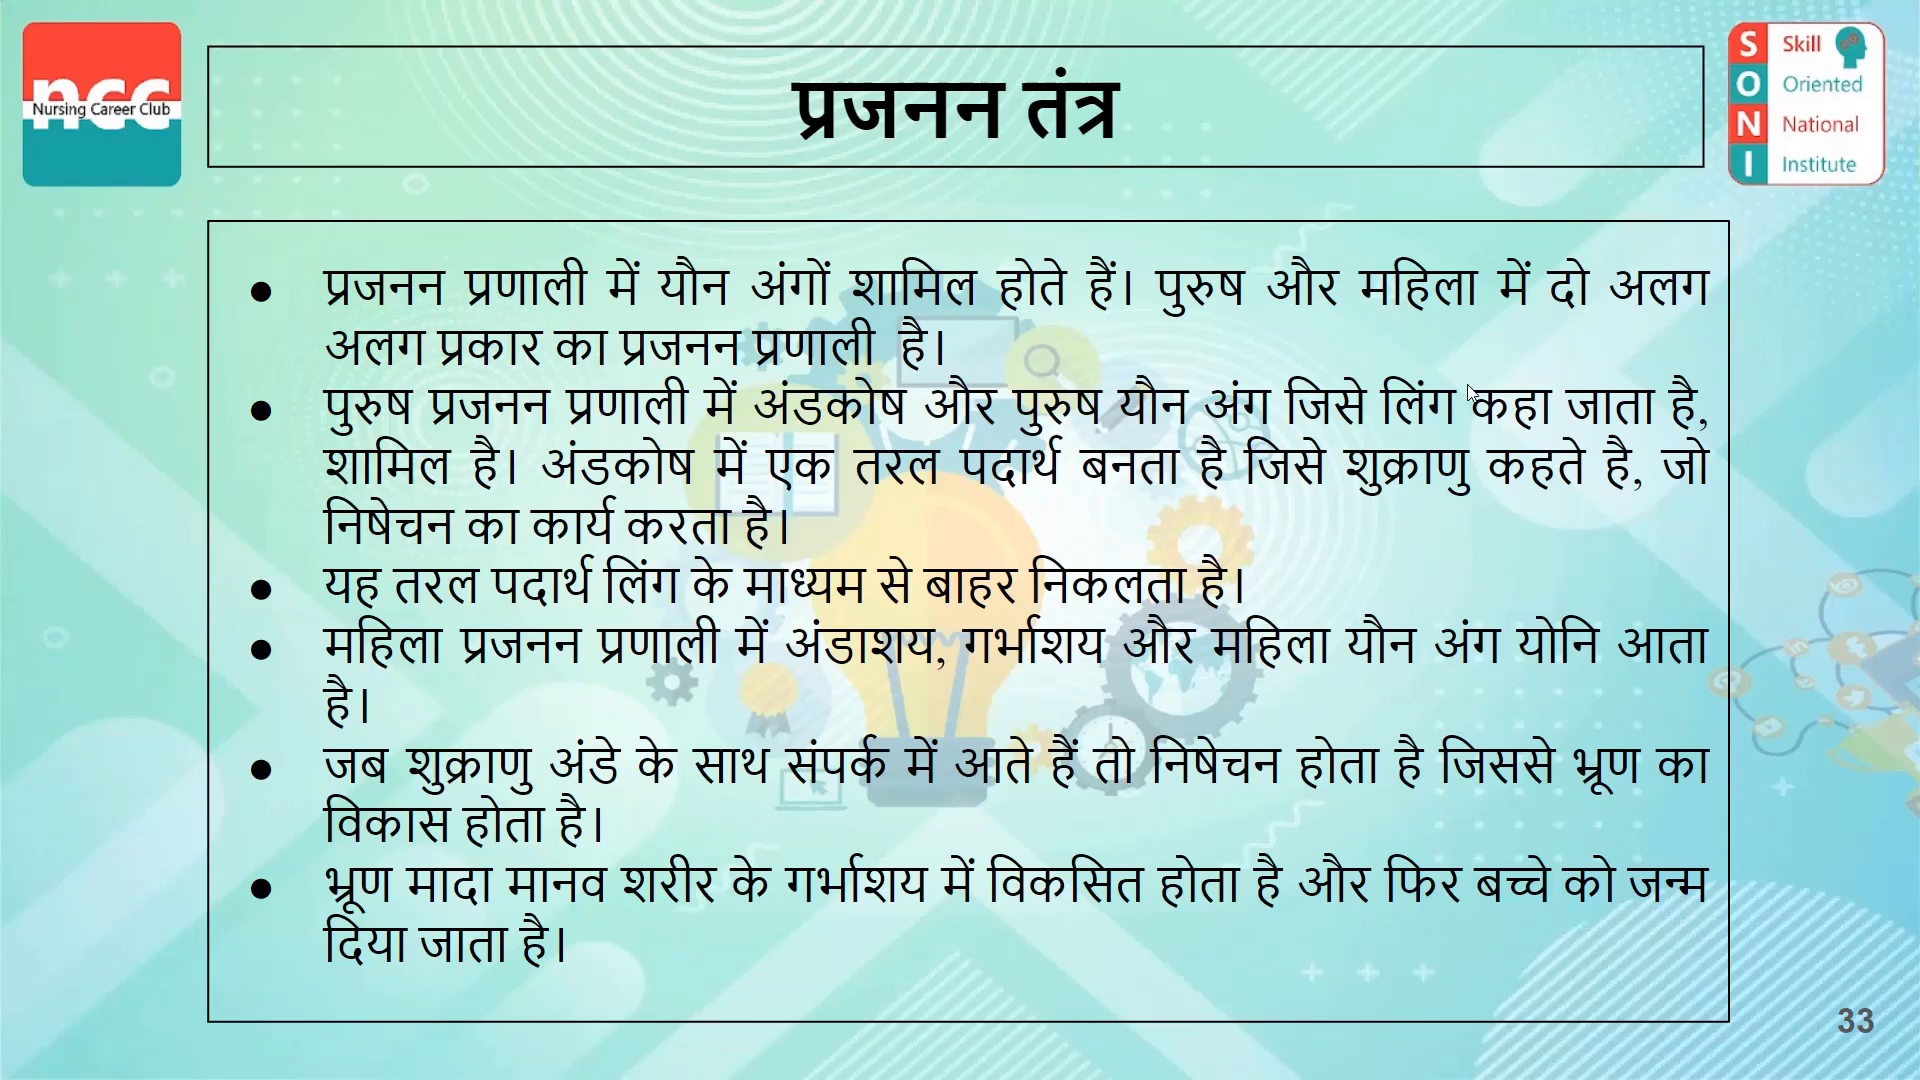 ncc
Nursing Career Club
प्रजनन तंत्र
S Skill
O Oriented
N National
I Institute
● प्रजनन प्रणाली में यौन अंगों शामिल होते हैं। पुरुष और महिला में दो अलग
अलग प्रकार का प्रजनन प्रणाली है।
● पुरुष प्रजनन प्रणाली में अंडकोष और पुरुष यौन अंग जिसे लिंग कहा जाता है,
शामिल है। अंडकोष में एक तरल पदार्थ बनता है जिसे शुक्राणु कहते है, जो
निषेचन का कार्य करता है।
● यह तरल पदार्थ लिंग के माध्यम से बाहर निकलता है।
● महिला प्रजनन प्रणाली में अंडाशय, गर्भाशय और महिला यौन अंग योनि आता
है।
● जब शुक्राणु अंडे के साथ संपर्क में आते हैं तो निषेचन होता है जिससे भ्रूण का
विकास होता है।
● भ्रूण मादा मानव शरीर के गर्भाशय में विकसित होता है और फिर बच्चे को जन्म
दिया जाता है।
33